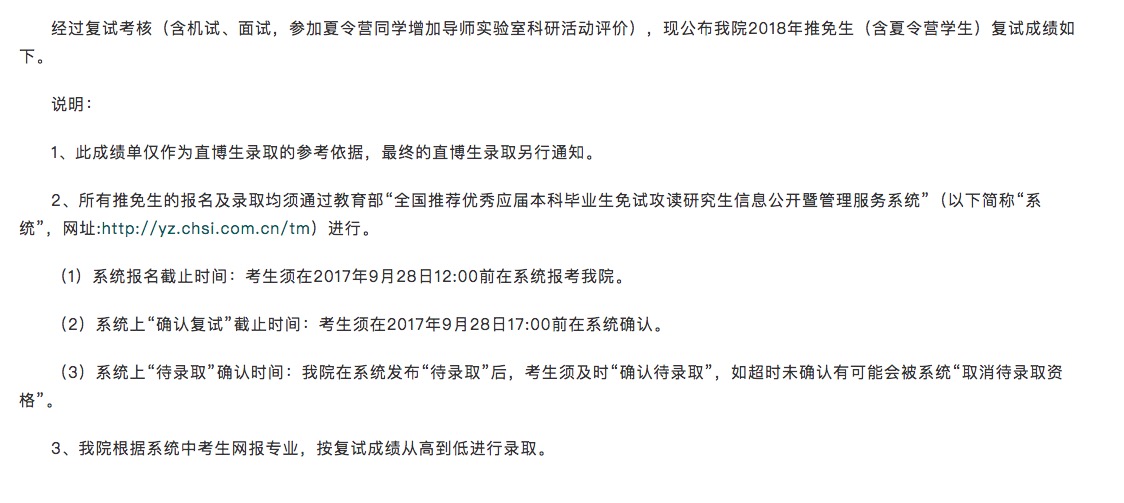 经过复试考核（含机试、面试，参加夏令营同学增加导师实验室科研活动评价），现公布我院2018年推免生（含夏令营学生）复试成绩如
下。
说明：
1、此成绩单仅作为直博生录取的参考依据，最终的直博生录取另行通知。
2、所有推免生的报名及录取均须通过教育部“全国推荐优秀应届本科毕业生免试攻读研究生信息公开暨管理服务系统”（以下简称“系
统”，网址:http://yz.chsi.com.cn/tm）进行。
（1）系统报名截止时间：考生须在2017年9月28日12:00前在系统报考我院。
（2）系统上“确认复试”截止时间：考生须在2017年9月28日17:00前在系统确认。
（3）系统上“待录取”确认时间：我院在系统发布“待录取”后，考生须及时“确认待录取”，如超时未确认有可能会被系统“取消待录取资
格”。
3、我院根据系统中考生网报专业，按复试成绩从高到低进行录取。